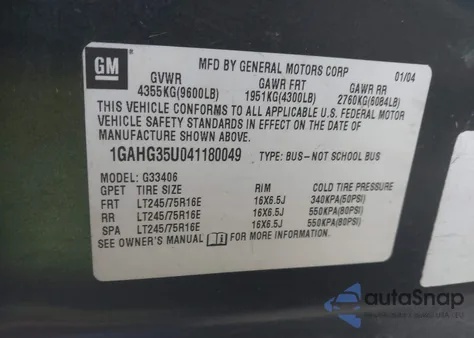 GM
MFD BY GENERAL MOTORS CORP 01/04
GVWR GAWR FRT GAWR RR
4355KG(9600LB) 1951KG(4300LB) 2760KG(6084LB)
THIS VEHICLE CONFORMS TO ALL APPLICABLE U.S. FEDERAL MOTOR
VEHICLE SAFETY STANDARDS IN EFFECT ON THE DATE OF
MANUFACTURE SHOWN ABOVE.
1GAHG35U041180049 TYPE: BUS-NOT SCHOOL BUS
MODEL: G33406
GPET TIRE SIZE RIM COLD TIRE PRESSURE
FRT LT245/75R16E 16X6.5J 340KPA(50PSI)
RR LT245/75R16E 16X6.5J 550KPA(80PSI)
SPA LT245/75R16E 16X6.5J 550KPA(80PSI)
SEE OWNER'S MANUAL FOR MORE INFORMATION.
autoSnap